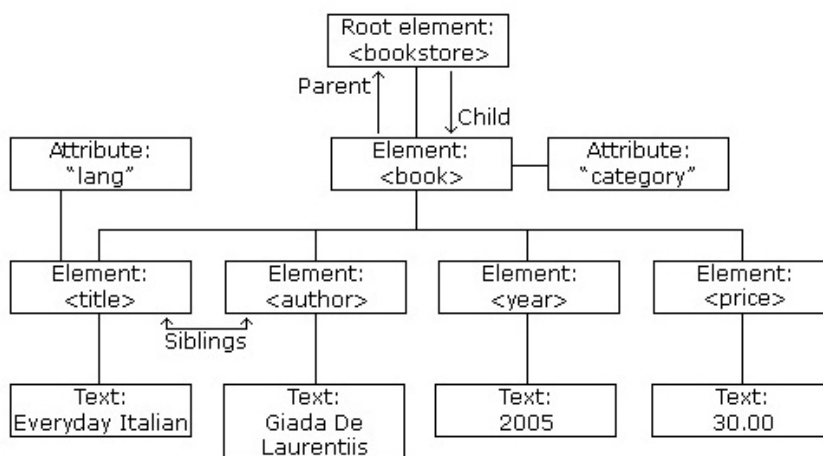 Root element:
<bookstore>
Parent
Child
Attribute:
“lang”
Element:
<book>
Attribute:
“category”
Element:
<title>
Element:
<author>
Element:
<year>
Element:
<price>
Siblings
Text:
Everyday Italian
Text:
Giada De
Laurentiis
Text:
2005
Text:
30.00